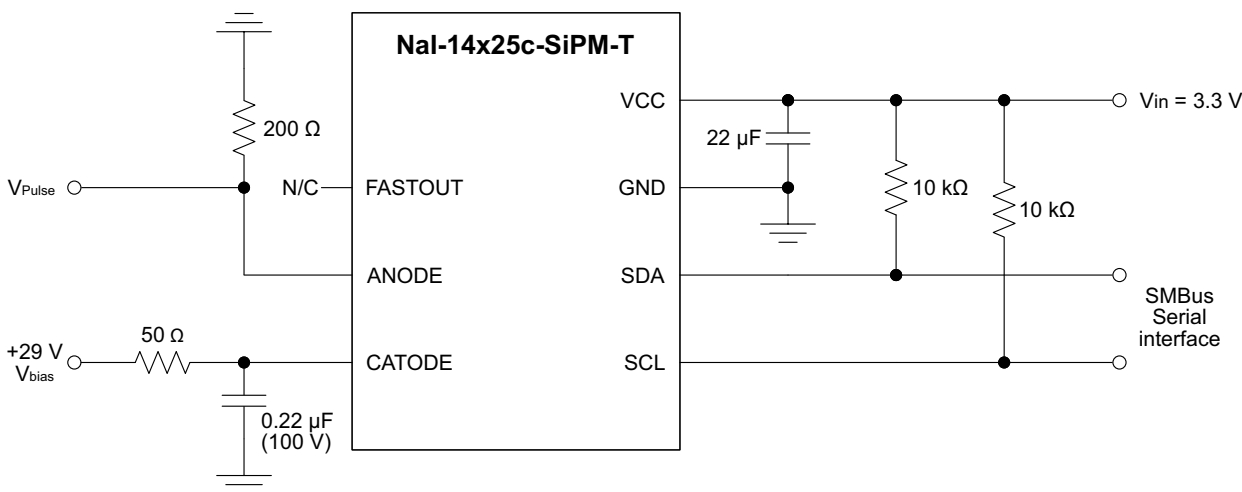 NaI-14x25c-SiPM-T
200 Ω
VPulse
N/C
FASTOUT
ANODE
+29 V
Vbias
50 Ω
CATODE
0.22 µF
(100 V)
VCC
Vin = 3.3 V
22 µF
GND
10 kΩ
10 kΩ
SDA
SMBus
Serial
interface
SCL